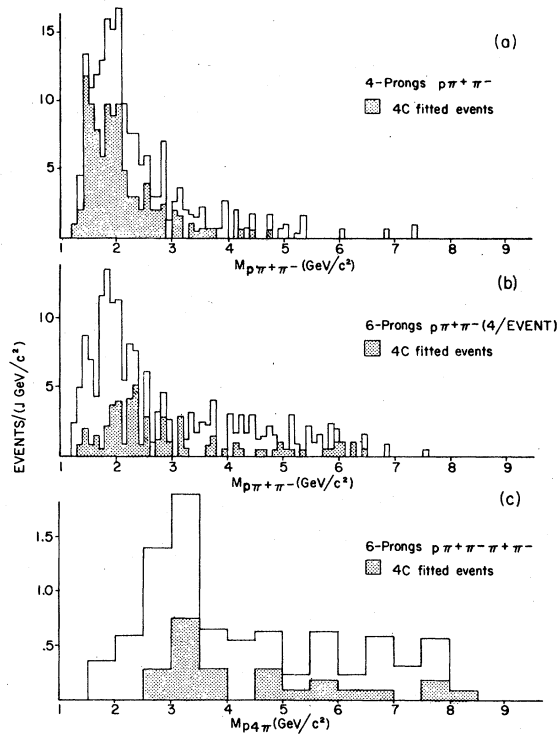 15
10
5
(a)
4-Prongs pπ+π-
4C fitted events
1 2 3 4 5 6 7 8 9
Mpπ+π-(GeV/c²)
(b)
10
5
6-Prongs pπ+π-(4/EVENT)
4C fitted events
EVENTS/(.1 GeV/c²)
1 2 3 4 5 6 7 8 9
Mpπ+π-(GeV/c²)
(c)
1.5
1.0
.5
6-Prongs pπ+π-π+π-
4C fitted events
1 2 3 4 5 6 7 8 9
Mp4π(GeV/c²)